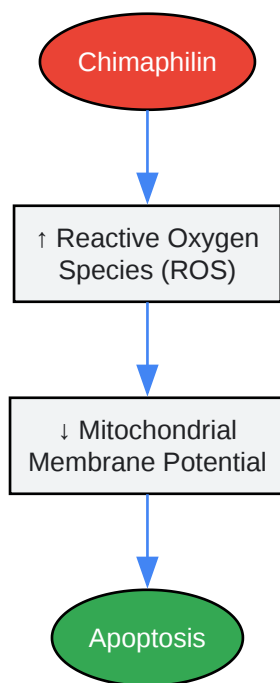 Chimaphilin
↑ Reactive Oxygen
Species (ROS)
↓ Mitochondrial
Membrane Potential
Apoptosis